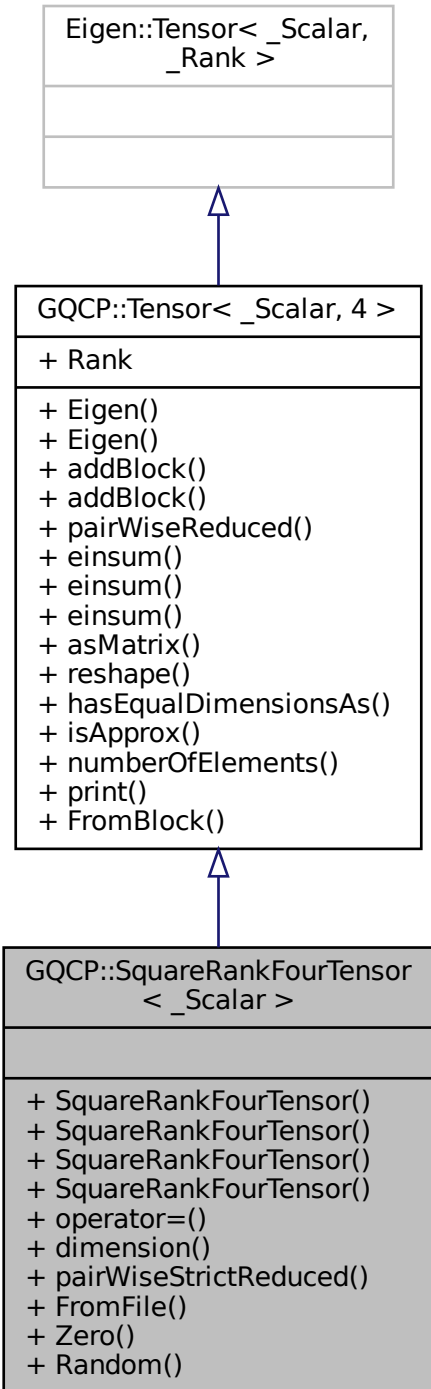 Eigen::Tensor< _Scalar,
_Rank >
GQCP::Tensor< _Scalar, 4 >
+ Rank
+ Eigen()
+ Eigen()
+ addBlock()
+ addBlock()
+ pairWiseReduced()
+ einsum()
+ einsum()
+ einsum()
+ asMatrix()
+ reshape()
+ hasEqualDimensionsAs()
+ isApprox()
+ numberOfElements()
+ print()
+ FromBlock()
GQCP::SquareRankFourTensor
< _Scalar >
+ SquareRankFourTensor()
+ SquareRankFourTensor()
+ SquareRankFourTensor()
+ SquareRankFourTensor()
+ operator=()
+ dimension()
+ pairWiseStrictReduced()
+ FromFile()
+ Zero()
+ Random()